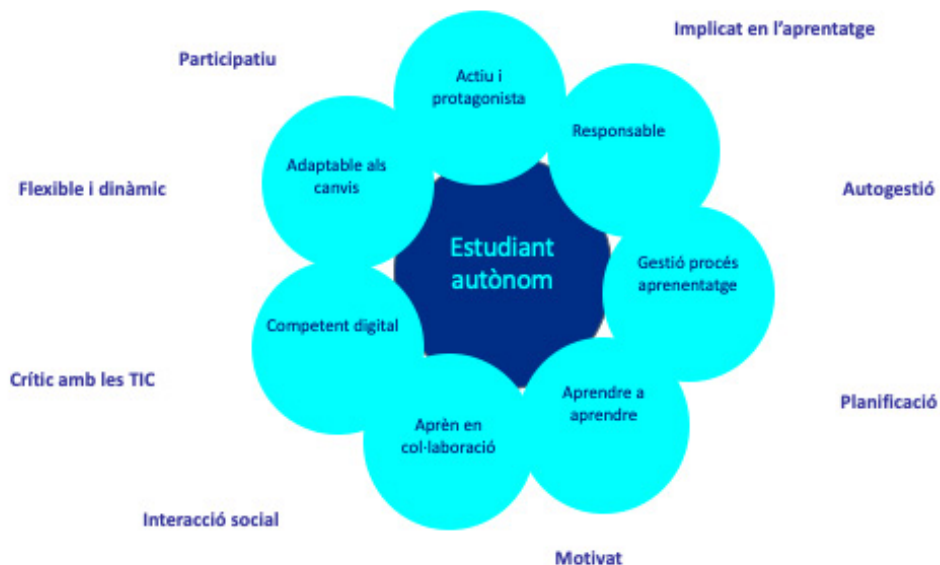 Implicat en l'aprentatge
Participatiu
Actiu i
protagonista
Responsable
Adaptable als
canvis
Flexible i dinàmic
Autogestió
Estudiant
autònom
Gestió procés
aprenentatge
Competent digital
Crític amb les TIC
Aprendre a
aprendre
Planificació
Aprèn en
col·laboració
Interacció social
Motivat